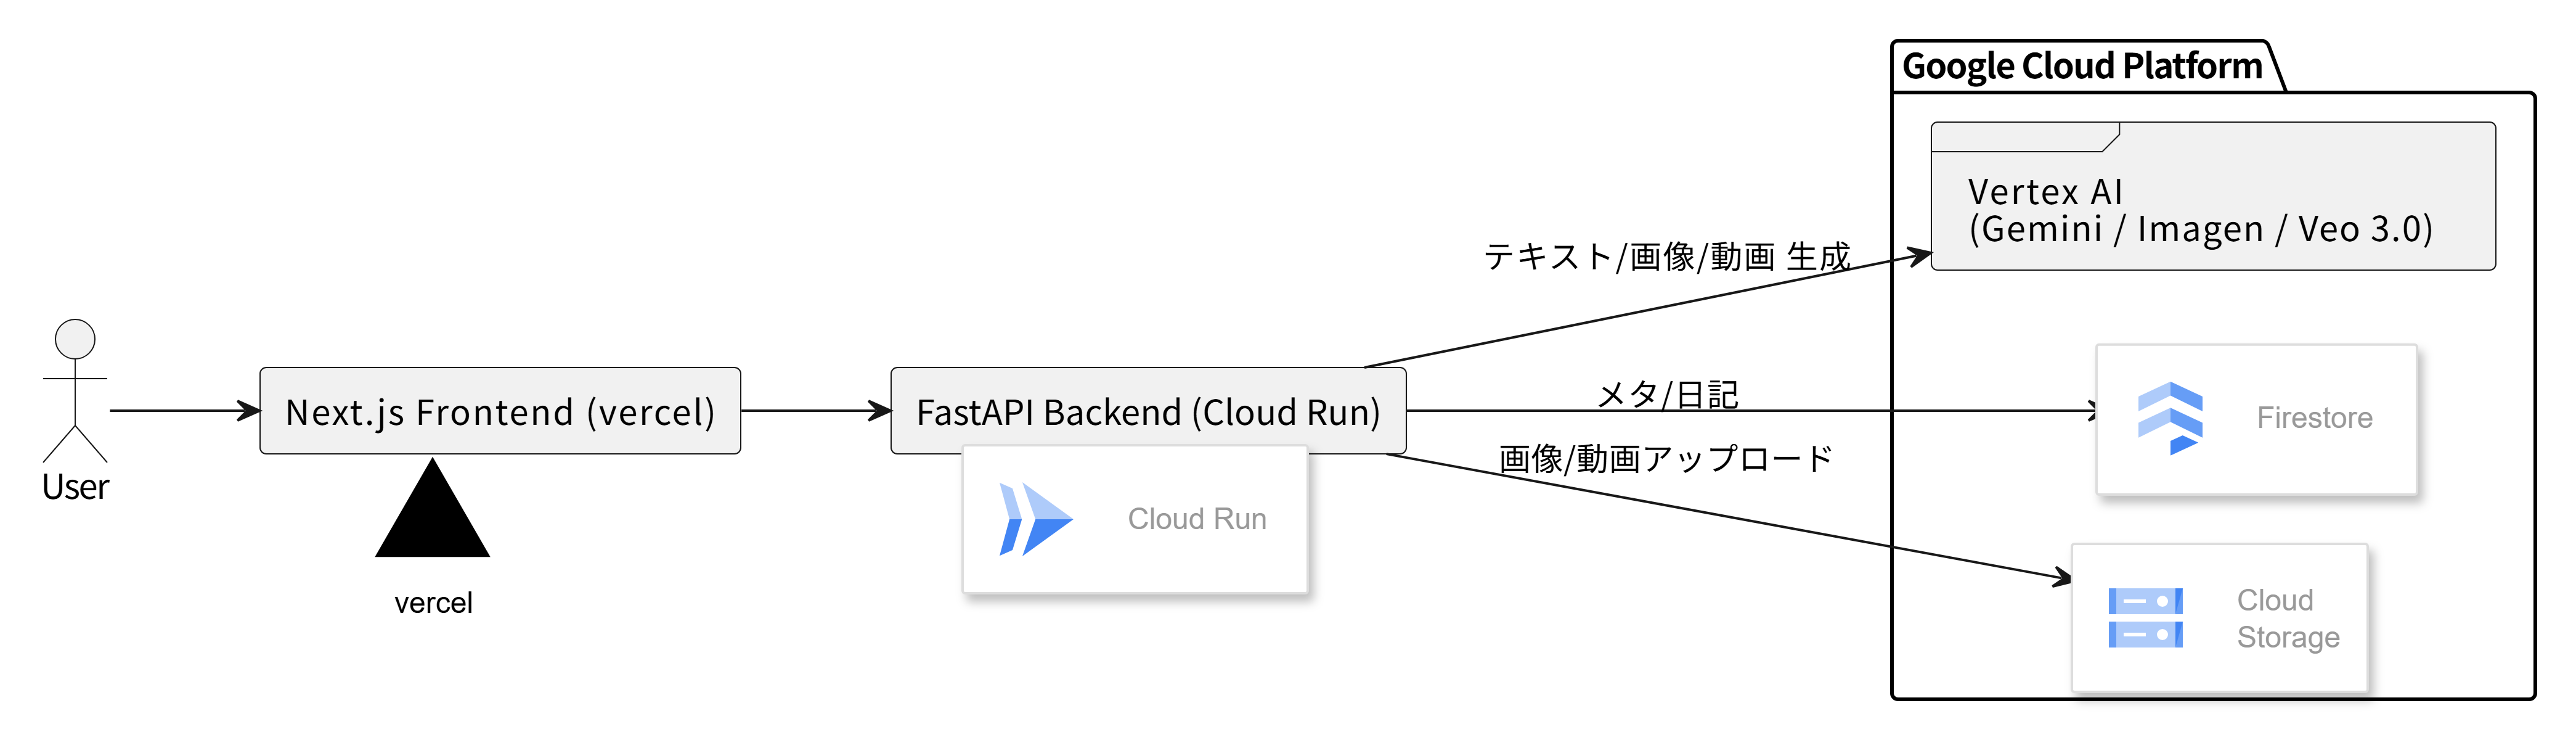 Google Cloud Platform
Vertex AI
(Gemini / Imagen / Veo 3.0)
テキスト/画像/動画 生成
User
Next.js Frontend (vercel)
FastAPI Backend (Cloud Run)
メタ/日記
Firestore
画像/動画アップロード
vercel
Cloud Run
Cloud
Storage